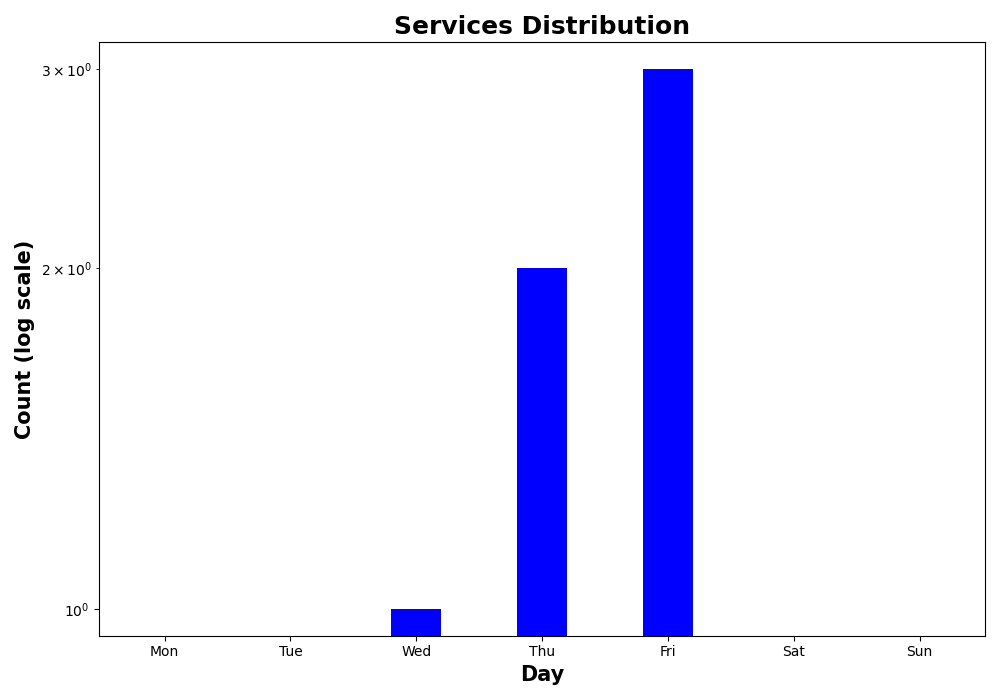 Services Distribution
Count (log scale)
3 × 10⁰
2 × 10⁰
10⁰
Mon Tue Wed Thu Fri Sat Sun
Day